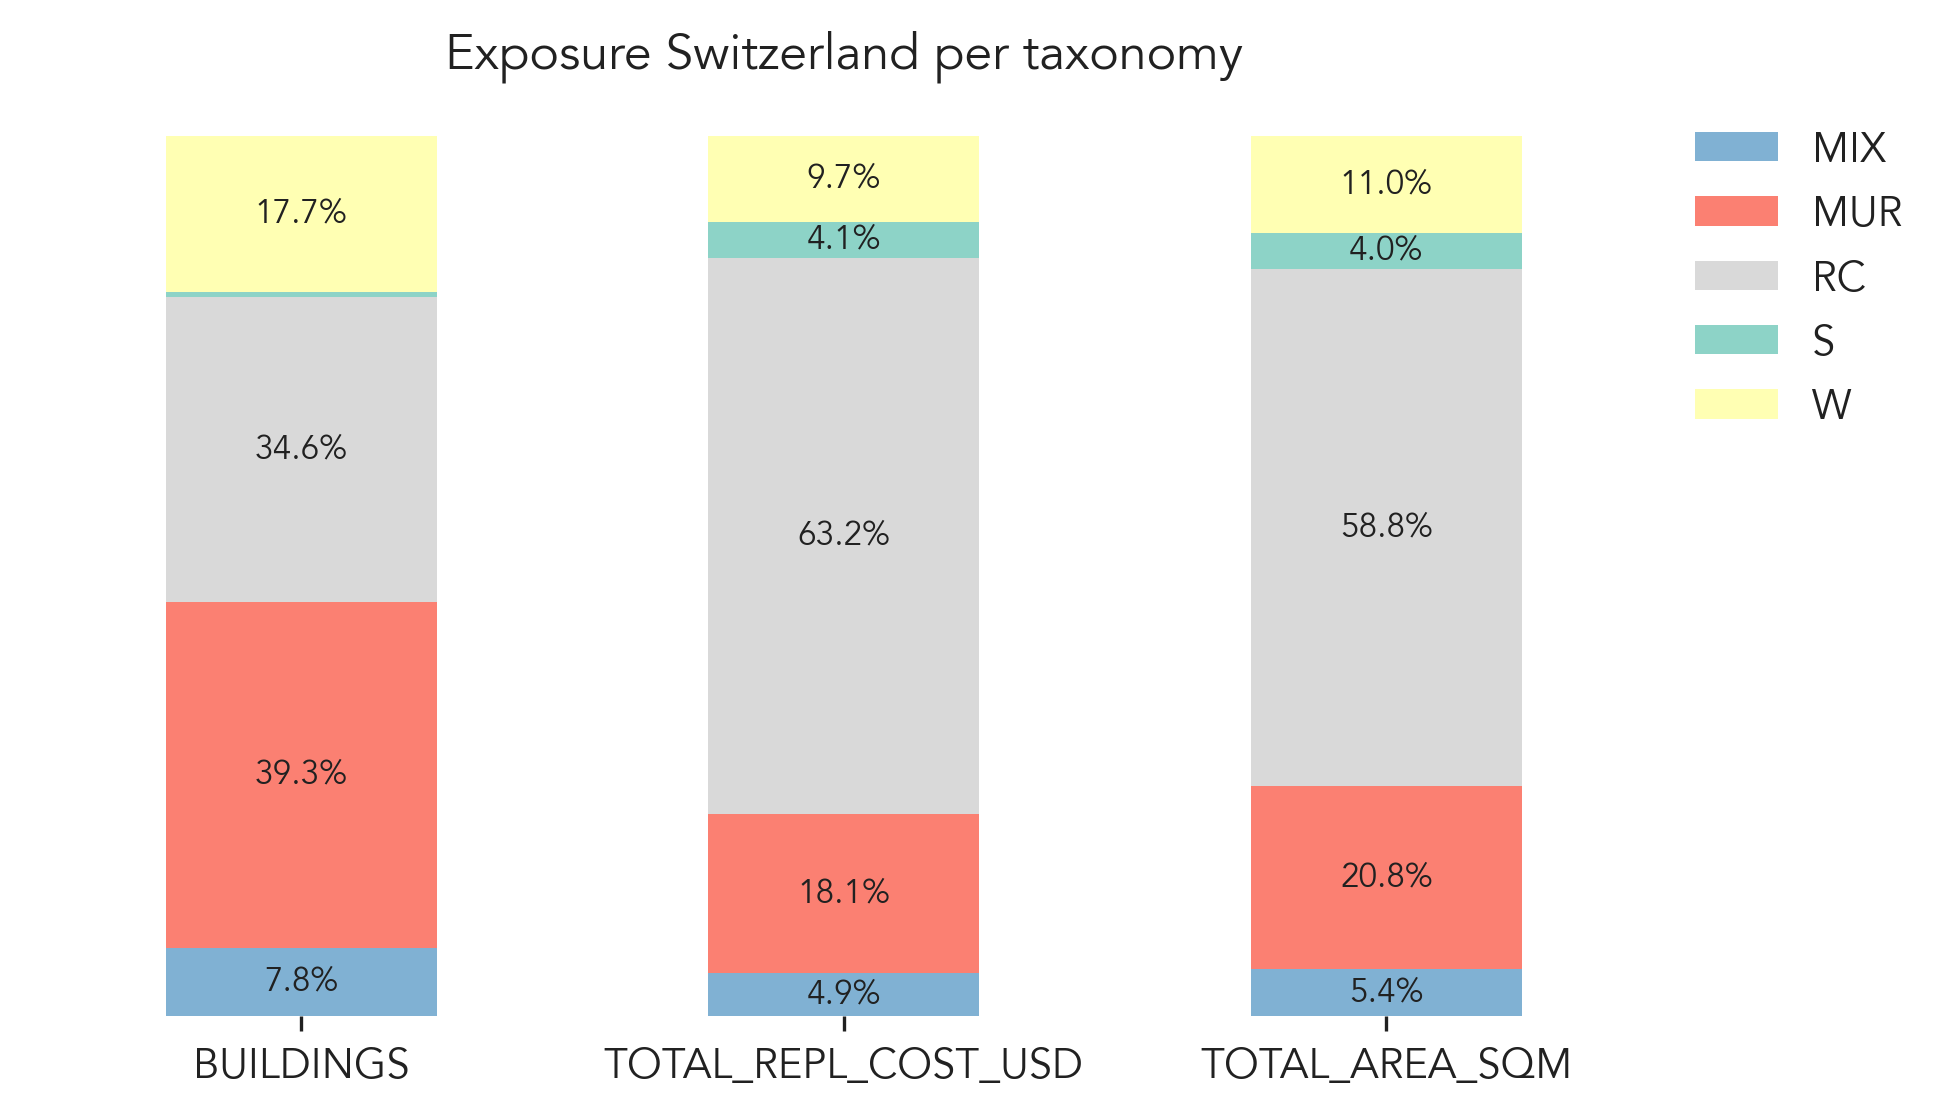 Exposure Switzerland per taxonomy
17.7%
34.6%
39.3%
7.8%
9.7%
4.1%
63.2%
18.1%
4.9%
11.0%
4.0%
58.8%
20.8%
5.4%
BUILDINGS
TOTAL_REPL_COST_USD
TOTAL_AREA_SQM
MIX
MUR
RC
S
W